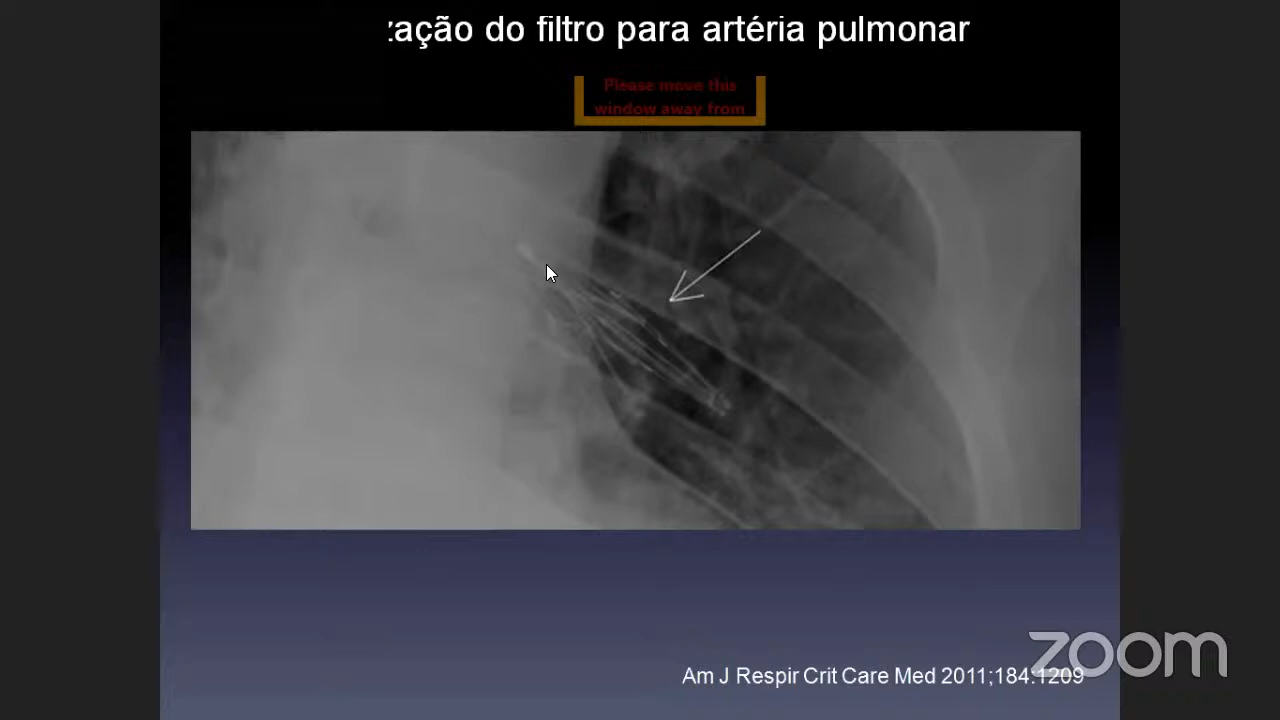 zação do filtro para artéria pulmonar
Please move this
window away from
Am J Respir Crit Care Med 2011;184:1209
zoom